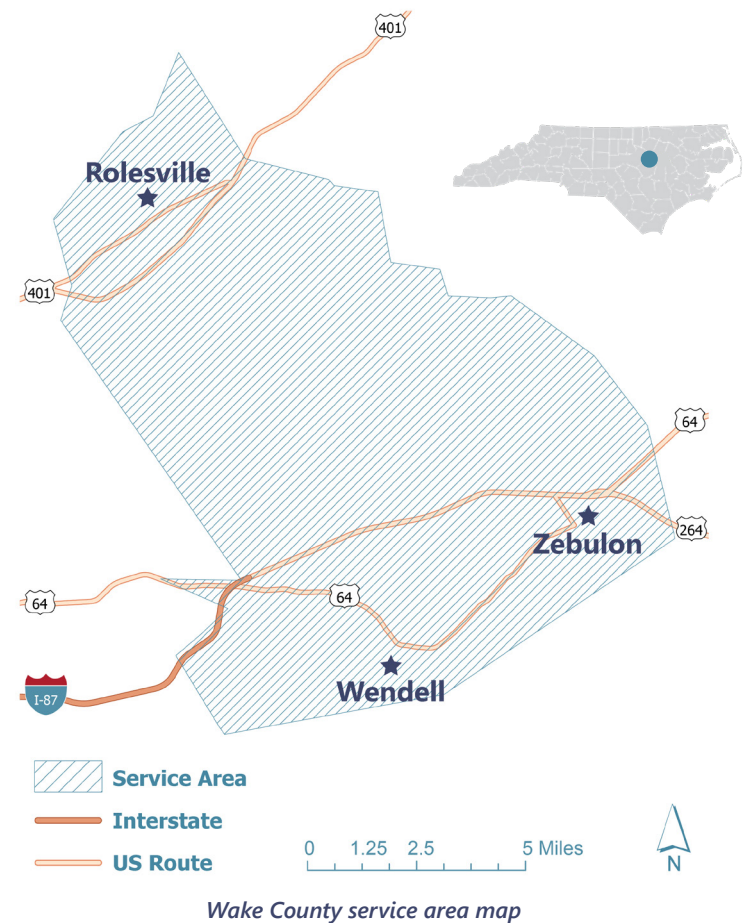 401
Rolesville
401
64
264
Zebulon
64
64
Wendell
I-87
Service Area
Interstate
US Route
0 1.25 2.5 5 Miles
N
Wake County service area map